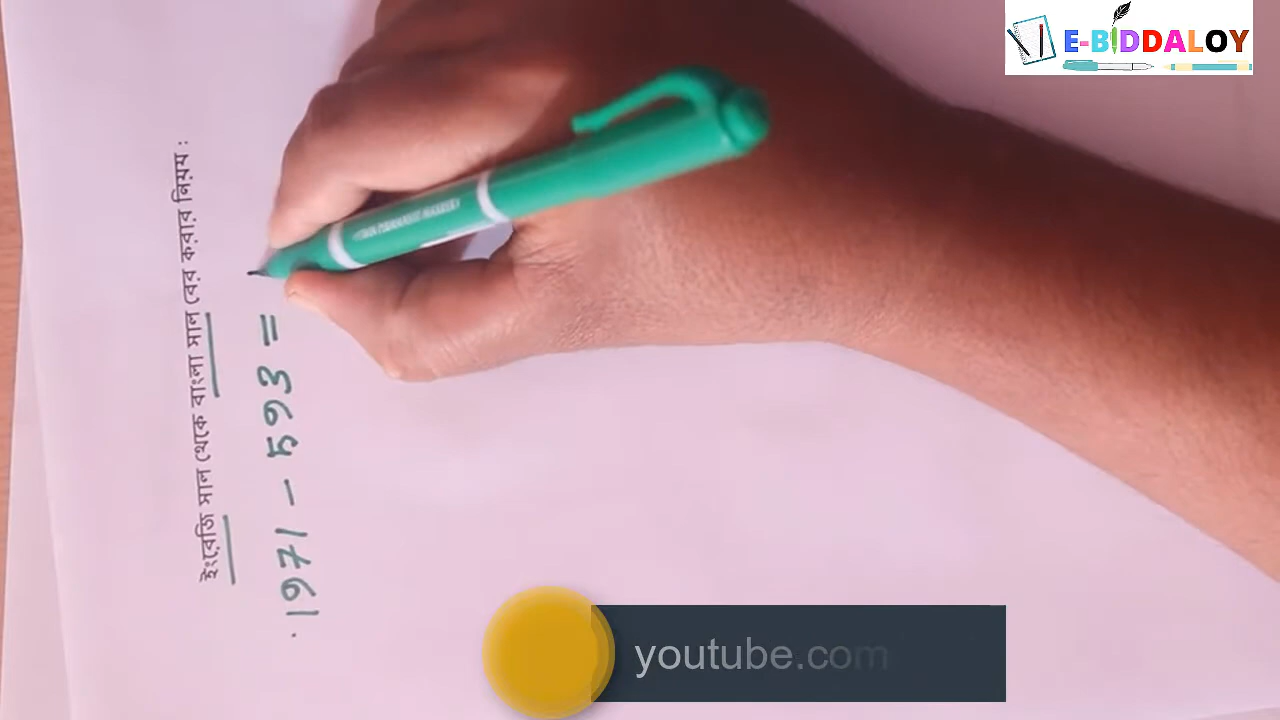 E-BIDDALOY
ইংরেজি সাল থেকে বাংলা সাল বের করার নিয়ম :
1971 - 593 =
youtube.com